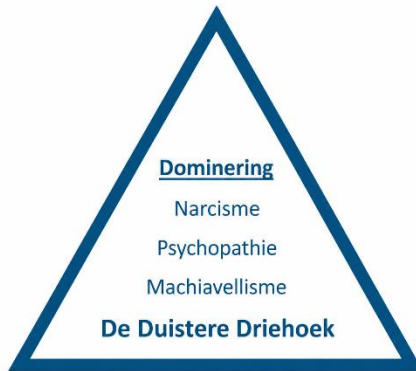 Dominering
Narcisme
Psychopathie
Machiavellisme
De Duistere Driehoek